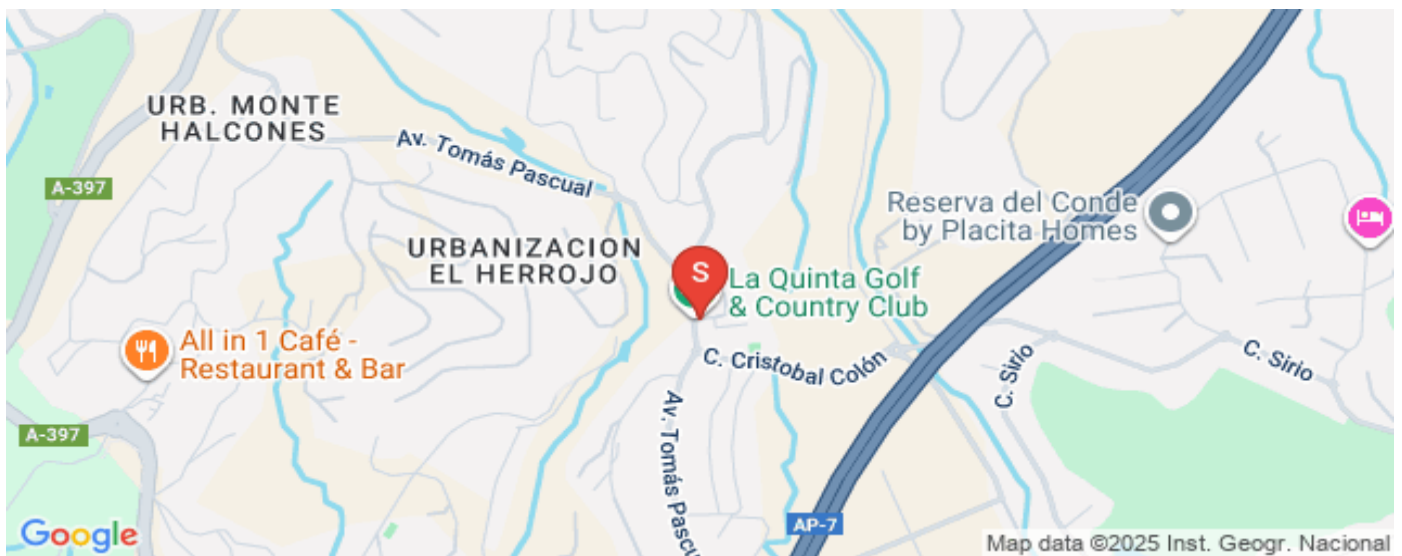 URB. MONTE
HALCONES
Av. Tomás Pascual
A-397
Reserva del Conde
by Placita Homes
URBANIZACION
EL HERROJO
S
La Quinta Golf
& Country Club
All in 1 Café -
Restaurant & Bar
C. Cristobal Colón
C. Sirio
C. Sirio
A-397
Av. Tomás Pascu
AP-7
Google
Map data ©2025 Inst. Geogr. Nacional